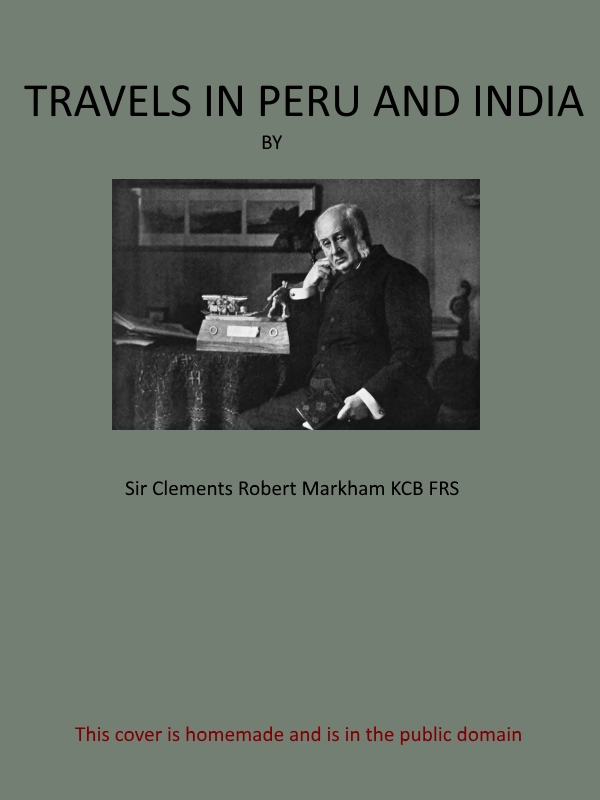 TRAVELS IN PERU AND INDIA
BY
Sir Clements Robert Markham KCB FRS
This cover is homemade and is in the public domain